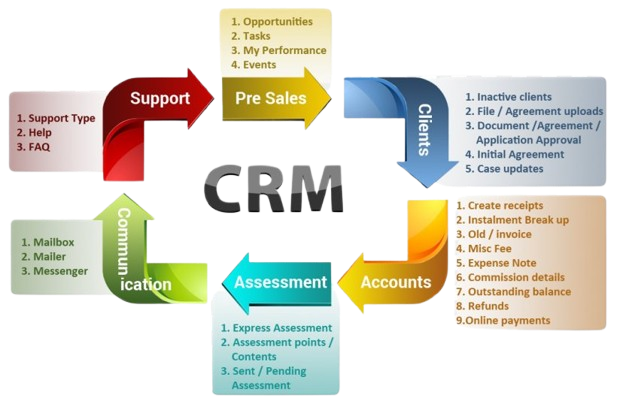 1. Opportunities
2. Tasks
3. My Performance
4. Events
Support
Pre Sales
Clients
1. Support Type
2. Help
3. FAQ
1. Inactive clients
2. File / Agreement uploads
3. Document /Agreement /
Application Approval
4. Initial Agreement
5. Case updates
CRM
1. Create receipts
2. Instalment Break up
3. Old / invoice
4. Misc Fee
5. Expense Note
6. Commission details
7. Outstanding balance
8. Refunds
9.Online payments
1. Mailbox
2. Mailer
3. Messenger
Communication
Assessment
Accounts
1. Express Assessment
2. Assessment points /
Contents
3. Sent / Pending
Assessment